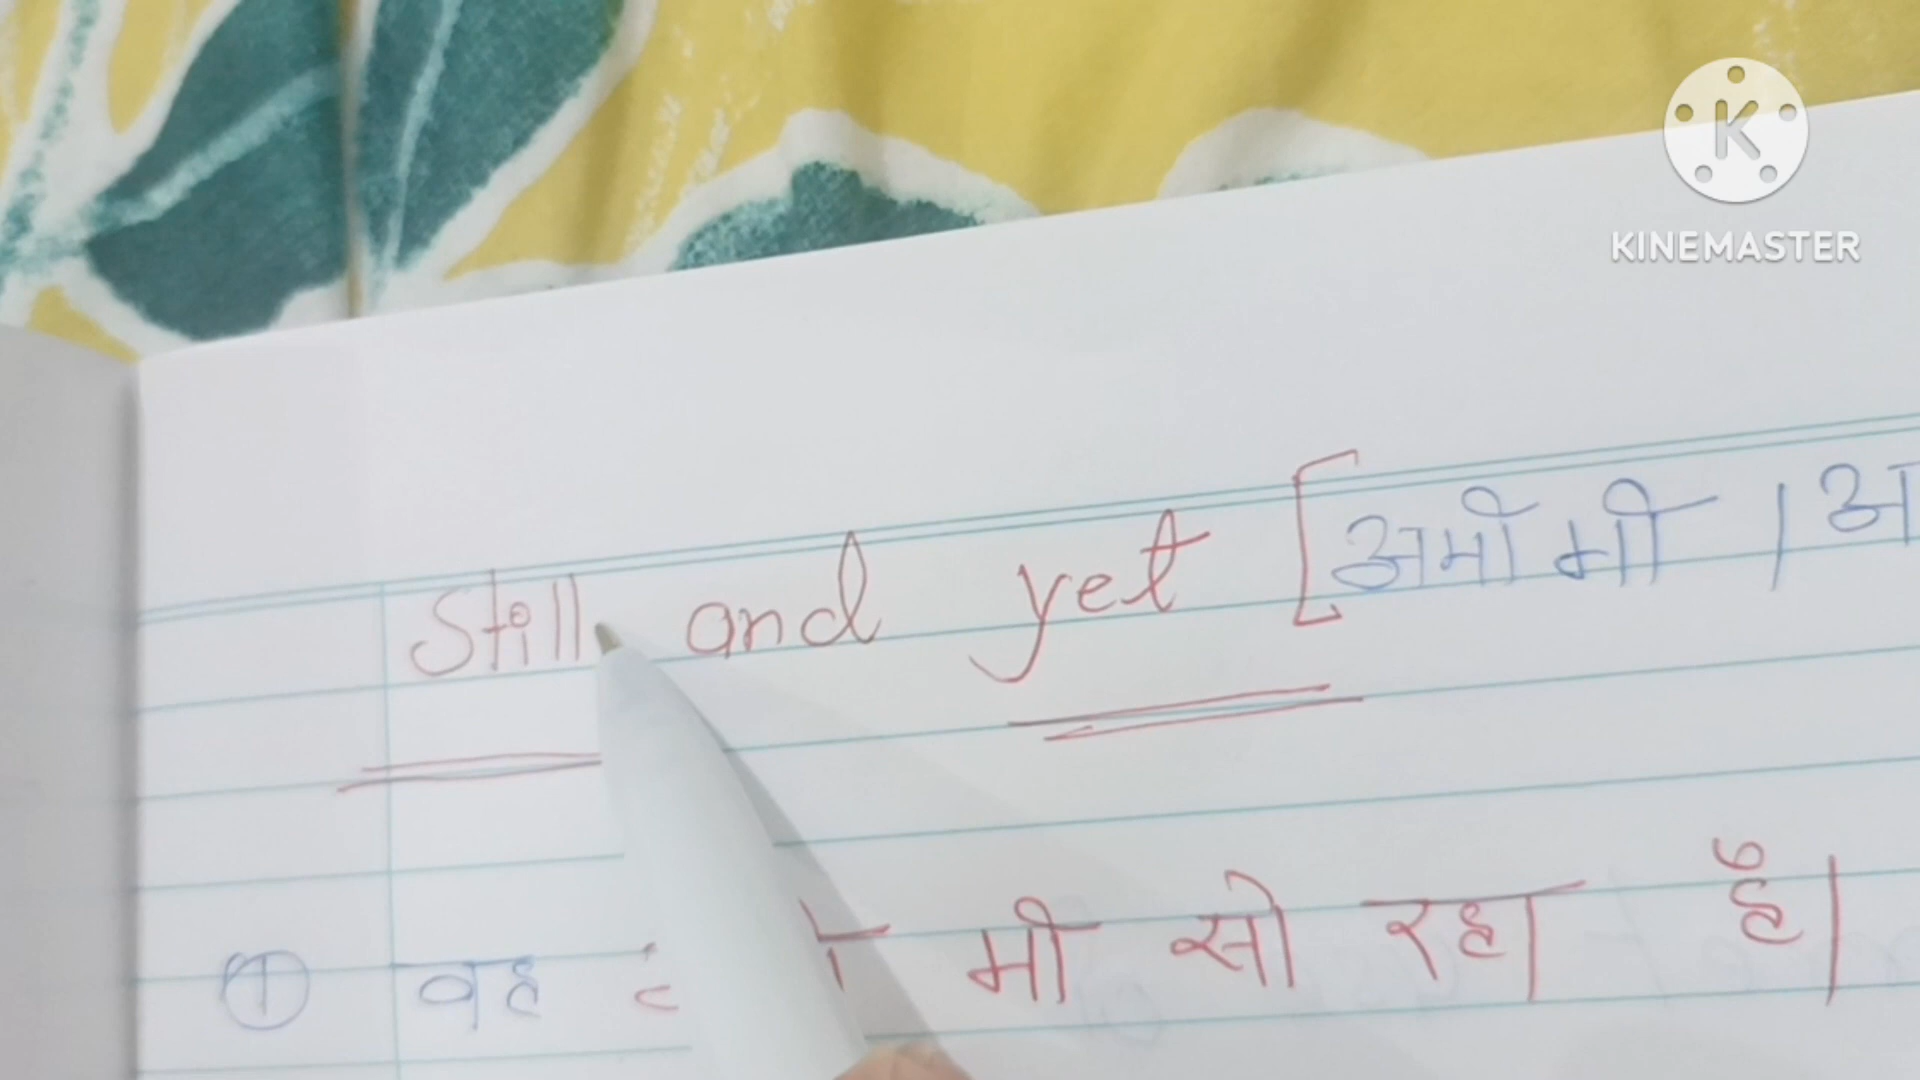 KINEMASTER
Still and yet [अभी भी |
① वह भी सो रहा है।